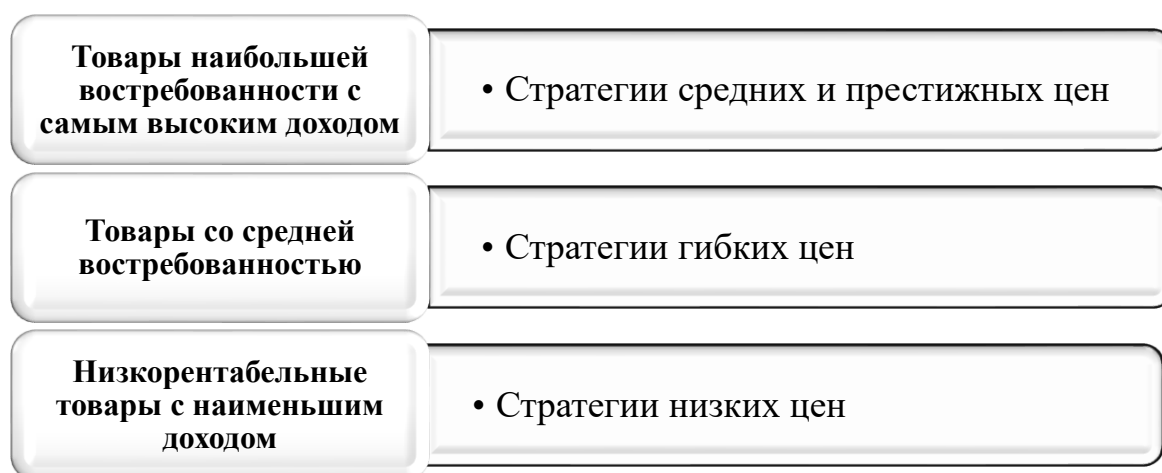 Товары наибольшей
востребованности с
самым высоким доходом
• Стратегии средних и престижных цен
Товары со средней
востребованностью
• Стратегии гибких цен
Низкорентабельные
товары с наименьшим
доходом
• Стратегии низких цен